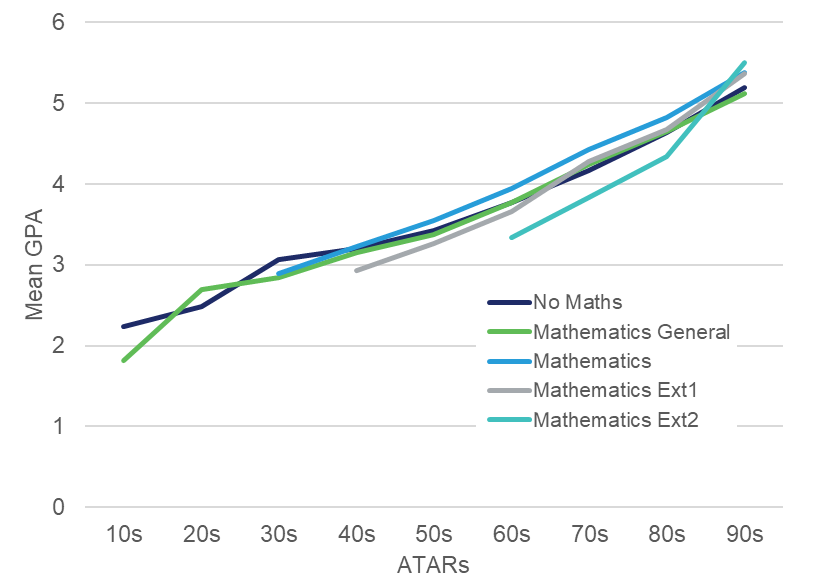 6
5
4
3
2
1
0
Mean GPA
No Maths
Mathematics General
Mathematics
Mathematics Ext1
Mathematics Ext2
10s 20s 30s 40s 50s 60s 70s 80s 90s
ATARs